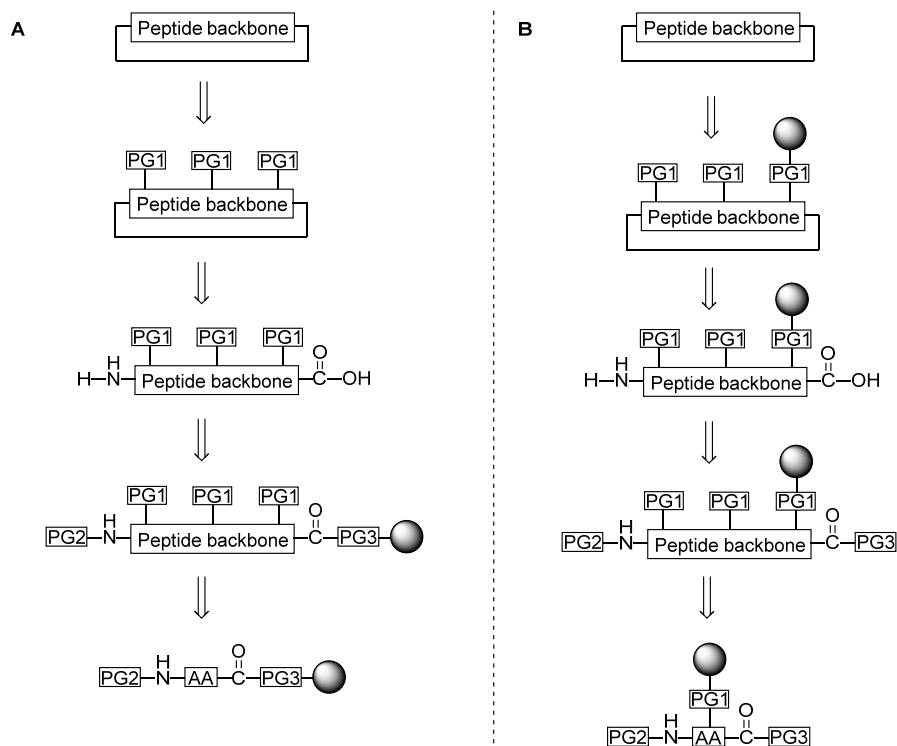 A
Peptide backbone
PG1 PG1 PG1
Peptide backbone
PG1 PG1 PG1
H
O
H N Peptide backbone C OH
PG1 PG1 PG1
H
O
PG2 N Peptide backbone C PG3
H
O
PG2 N AA C PG3
B
Peptide backbone
PG1 PG1 PG1
Peptide backbone
PG1 PG1 PG1
H
O
H N Peptide backbone C OH
PG1 PG1 PG1
H
O
PG2 N Peptide backbone C PG3
PG1
H
O
PG2 N AA C PG3